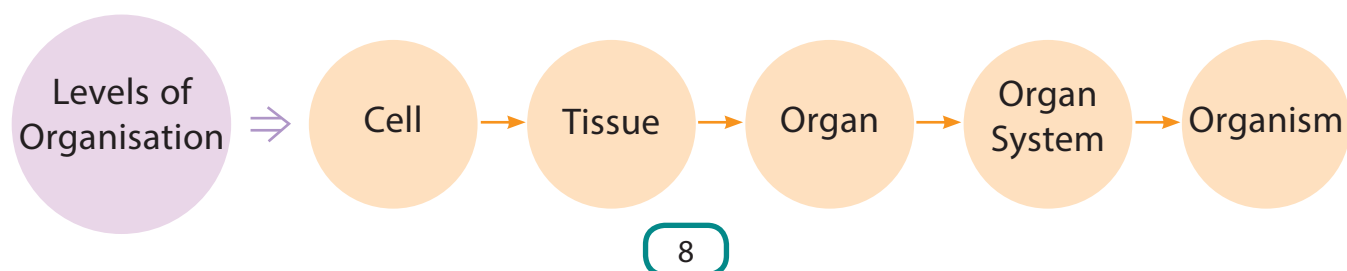 Levels of
Organisation
Cell
Tissue
Organ
Organ
System
Organism
8